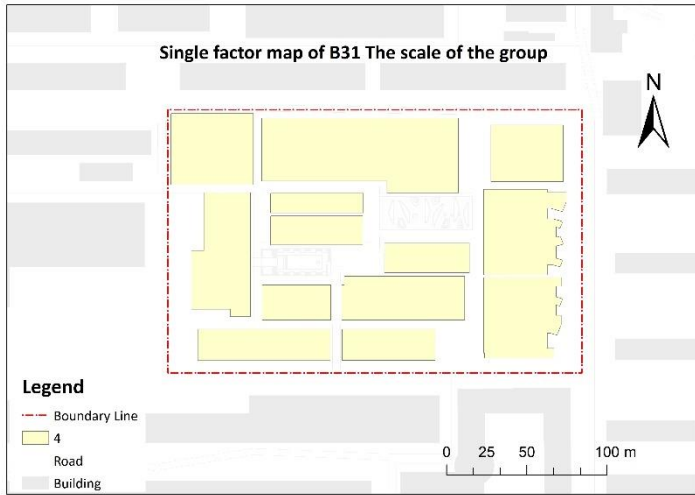 Single factor map of B31 The scale of the group
N
Legend
Boundary Line
4
Road
Building
0 25 50 100 m